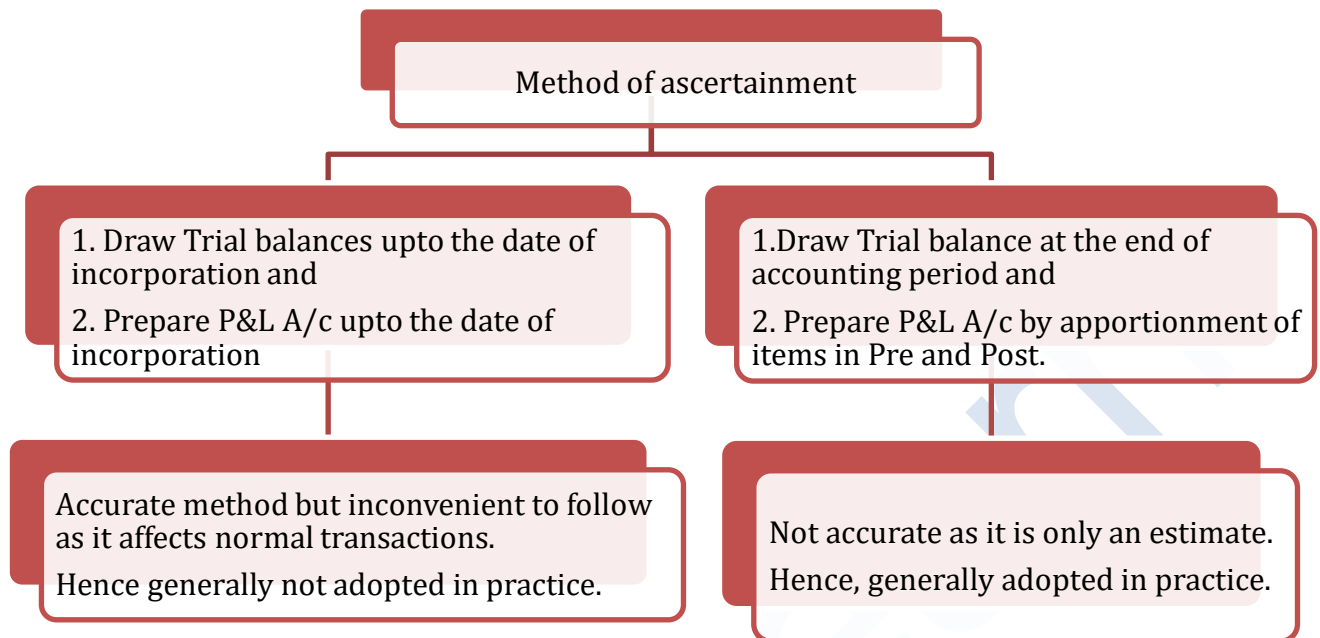 Method of ascertainment
1. Draw Trial balances upto the date of
incorporation and
2. Prepare P&L A/c upto the date of
incorporation
1.Draw Trial balance at the end of
accounting period and
2. Prepare P&L A/c by apportionment of
items in Pre and Post.
Accurate method but inconvenient to follow
as it affects normal transactions.
Hence generally not adopted in practice.
Not accurate as it is only an estimate.
Hence, generally adopted in practice.